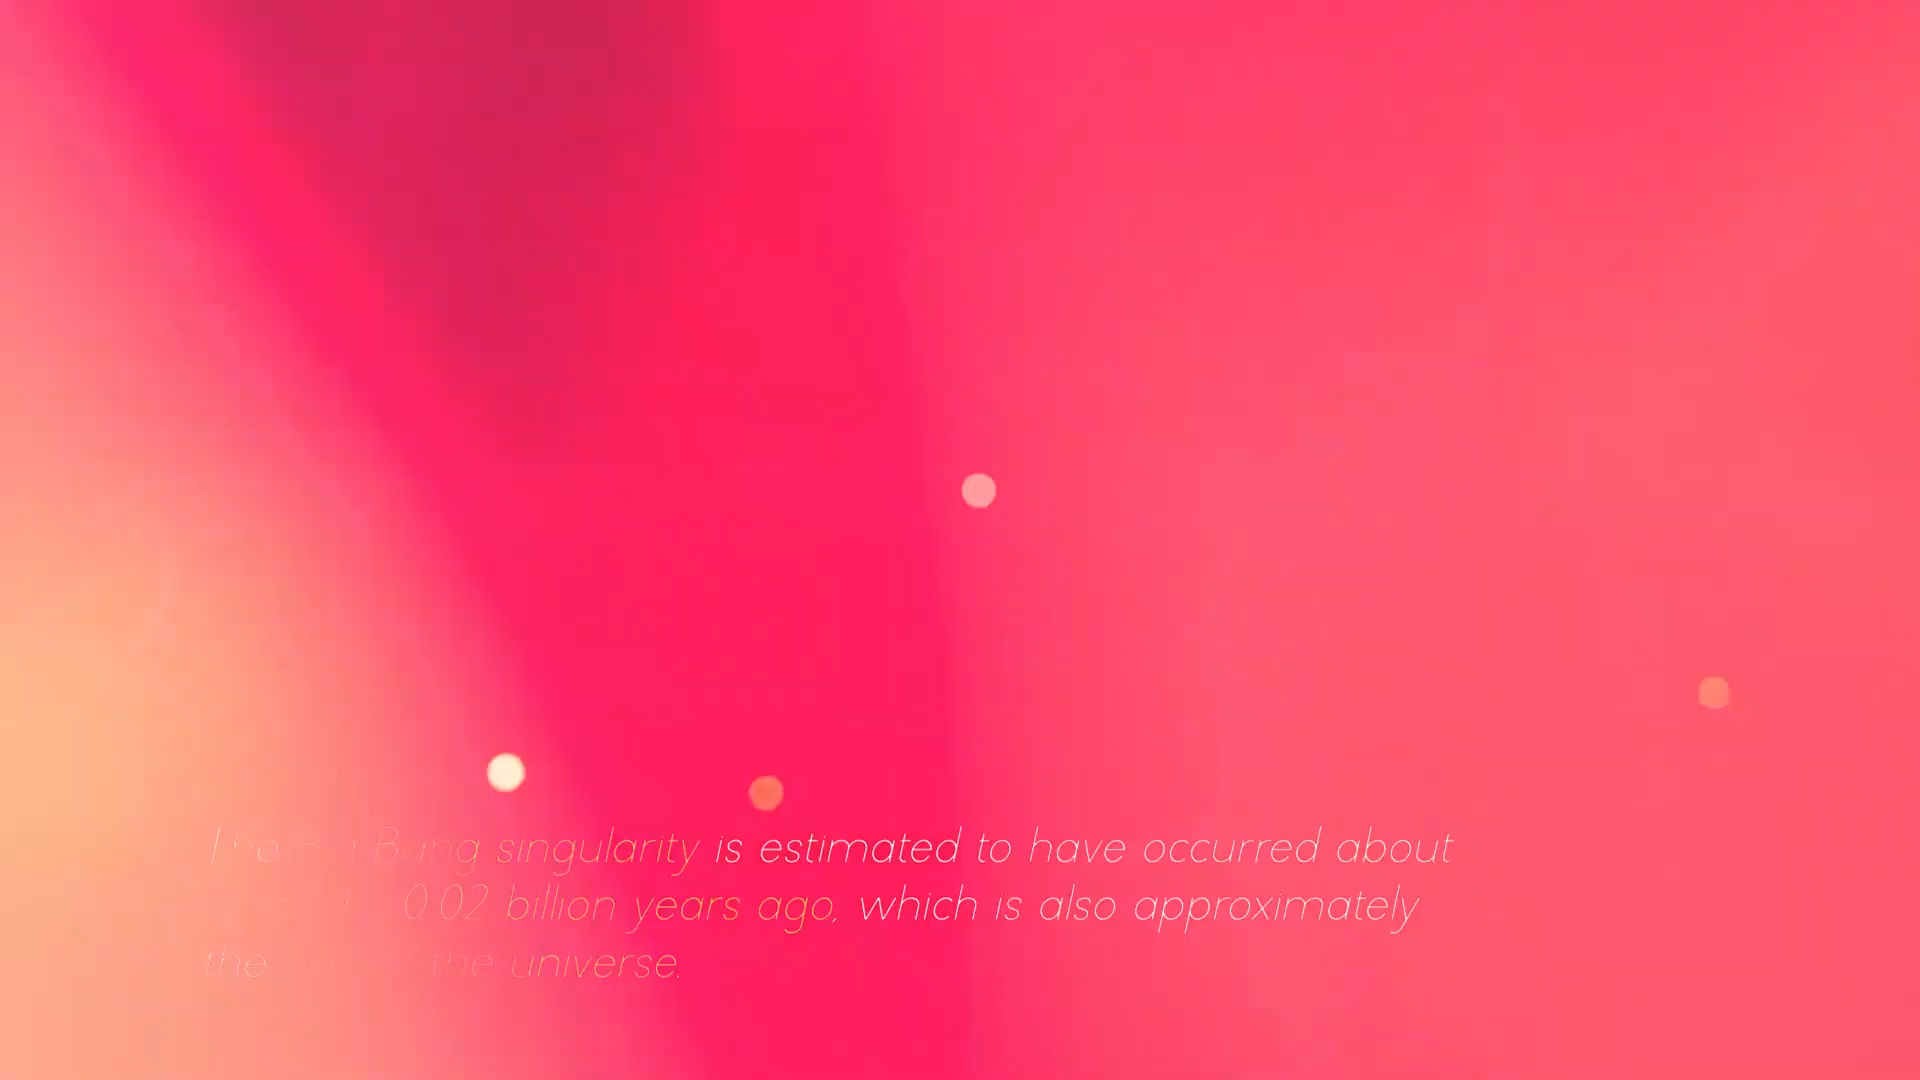 The Bang singularity is estimated to have occurred about
0.02 billion years ago, which is also approximately
the the universe.